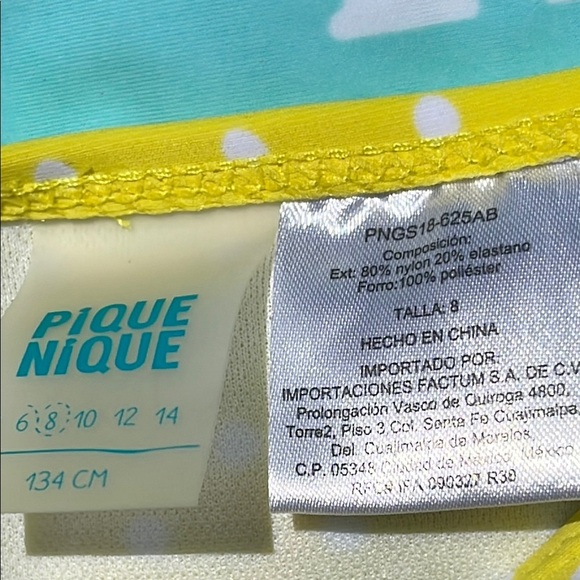 PiQUE
NiQUE
6 8 10 12 14
134 CM
PNGS18-625AB
Composición:
Ext: 80% nylon 20% elastano
Forro:100% poliéster
TALLA: 8
HECHO EN CHINA
IMPORTADO POR:
IMPORTACIONES FACTUM S.A. DE C.V
Prolongación Vasco de Quiroga 4800,
Torre2, Piso 3 Col. Santa Fe Cuajimalpa,
Del. Cuajimalpa de Morelos,
C.P. 05348 Ciudad de México, México
090327 R30